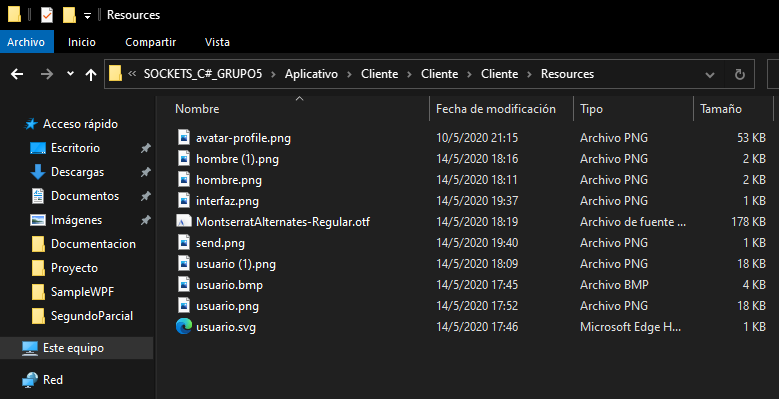 Resources
Archivo Inicio Compartir Vista
« SOCKETS_C#_GRUPO5 Aplicativo Cliente Cliente Cliente Resources
Nombre Fecha de modificación Tipo Tamaño
Acceso rápido
Escritorio
Descargas
Documentos
Imágenes
Documentacion
Proyecto
SampleWPF
SegundoParcial
Este equipo
Red
avatar-profile.png 10/5/2020 21:15 Archivo PNG 53 KB
hombre (1).png 14/5/2020 18:16 Archivo PNG 2 KB
hombre.png 14/5/2020 18:11 Archivo PNG 2 KB
interfaz.png 14/5/2020 19:37 Archivo PNG 1 KB
MontserratAlternates-Regular.otf 14/5/2020 18:19 Archivo de fuente ... 178 KB
send.png 14/5/2020 19:40 Archivo PNG 1 KB
usuario (1).png 14/5/2020 18:09 Archivo PNG 18 KB
usuario.bmp 14/5/2020 17:45 Archivo BMP 4 KB
usuario.png 14/5/2020 17:52 Archivo PNG 18 KB
usuario.svg 14/5/2020 17:46 Microsoft Edge H... 1 KB